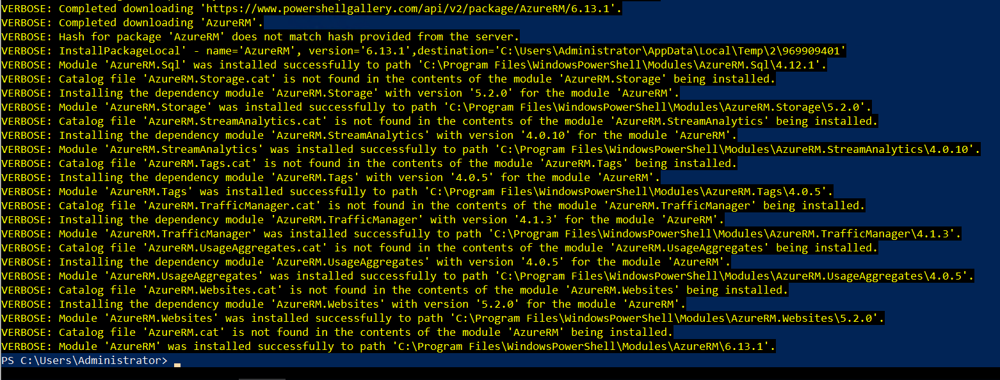 VERBOSE: Completed downloading 'https://www.powershellgallery.com/api/v2/package/AzureRM/6.13.1'.
VERBOSE: Completed downloading 'AzureRM'.
VERBOSE: Hash for package 'AzureRM' does not match hash provided from the server.
VERBOSE: InstallPackageLocal' - name='AzureRM', version='6.13.1',destination='C:\Users\Administrator\AppData\Local\Temp\2\969909401'
VERBOSE: Module 'AzureRM.Sql' was installed successfully to path 'C:\Program Files\WindowsPowerShell\Modules\AzureRM.Sql\4.12.1'.
VERBOSE: Catalog file 'AzureRM.Storage.cat' is not found in the contents of the module 'AzureRM.Storage' being installed.
VERBOSE: Installing the dependency module 'AzureRM.Storage' with version '5.2.0' for the module 'AzureRM'.
VERBOSE: Module 'AzureRM.Storage' was installed successfully to path 'C:\Program Files\WindowsPowerShell\Modules\AzureRM.Storage\5.2.0'.
VERBOSE: Catalog file 'AzureRM.StreamAnalytics.cat' is not found in the contents of the module 'AzureRM.StreamAnalytics' being installed.
VERBOSE: Installing the dependency module 'AzureRM.StreamAnalytics' with version '4.0.10' for the module 'AzureRM'.
VERBOSE: Module 'AzureRM.StreamAnalytics' was installed successfully to path 'C:\Program Files\WindowsPowerShell\Modules\AzureRM.StreamAnalytics\4.0.10'.
VERBOSE: Catalog file 'AzureRM.Tags.cat' is not found in the contents of the module 'AzureRM.Tags' being installed.
VERBOSE: Installing the dependency module 'AzureRM.Tags' with version '4.0.5' for the module 'AzureRM'.
VERBOSE: Module 'AzureRM.Tags' was installed successfully to path 'C:\Program Files\WindowsPowerShell\Modules\AzureRM.Tags\4.0.5'.
VERBOSE: Catalog file 'AzureRM.TrafficManager.cat' is not found in the contents of the module 'AzureRM.TrafficManager' being installed.
VERBOSE: Installing the dependency module 'AzureRM.TrafficManager' with version '4.1.3' for the module 'AzureRM'.
VERBOSE: Module 'AzureRM.TrafficManager' was installed successfully to path 'C:\Program Files\WindowsPowerShell\Modules\AzureRM.TrafficManager\4.1.3'.
VERBOSE: Catalog file 'AzureRM.UsageAggregates.cat' is not found in the contents of the module 'AzureRM.UsageAggregates' being installed.
VERBOSE: Installing the dependency module 'AzureRM.UsageAggregates' with version '4.0.5' for the module 'AzureRM'.
VERBOSE: Module 'AzureRM.UsageAggregates' was installed successfully to path 'C:\Program Files\WindowsPowerShell\Modules\AzureRM.UsageAggregates\4.0.5'.
VERBOSE: Catalog file 'AzureRM.Websites.cat' is not found in the contents of the module 'AzureRM.Websites' being installed.
VERBOSE: Installing the dependency module 'AzureRM.Websites' with version '5.2.0' for the module 'AzureRM'.
VERBOSE: Module 'AzureRM.Websites' was installed successfully to path 'C:\Program Files\WindowsPowerShell\Modules\AzureRM.Websites\5.2.0'.
VERBOSE: Catalog file 'AzureRM.cat' is not found in the contents of the module 'AzureRM' being installed.
VERBOSE: Module 'AzureRM' was installed successfully to path 'C:\Program Files\WindowsPowerShell\Modules\AzureRM\6.13.1'.
PS C:\Users\Administrator>